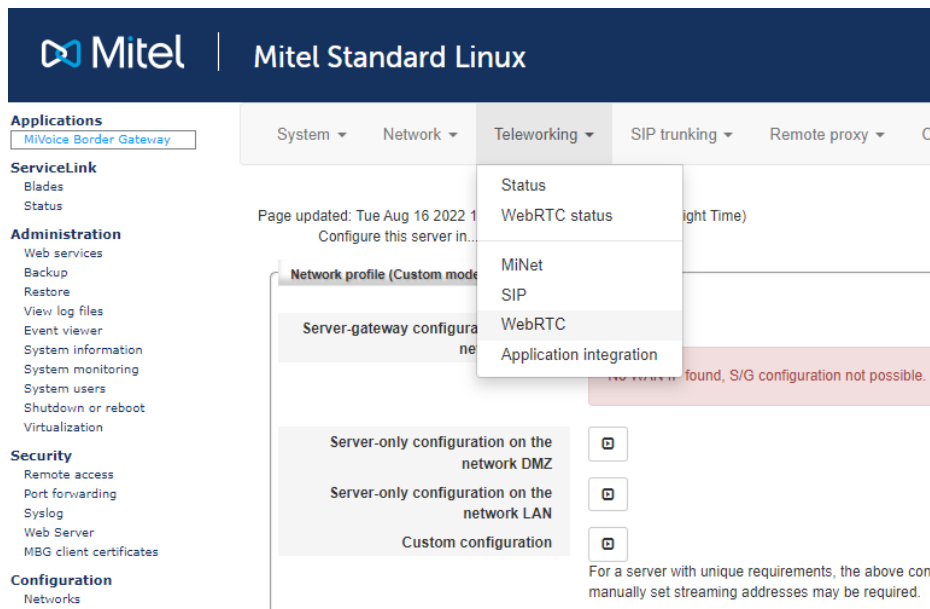 Mitel
Mitel Standard Linux
Applications
MiVoice Border Gateway
ServiceLink
Blades
Status
Administration
Web services
Backup
Restore
View log files
Event viewer
System information
System monitoring
System users
Shutdown or reboot
Virtualization
Security
Remote access
Port forwarding
Syslog
Web Server
MBG client certificates
Configuration
Networks
System Network Teleworking SIP trunking Remote proxy
Status
WebRTC status
MiNet
SIP
WebRTC
Application integration
Page updated: Tue Aug 16 2022 1 ight Time)
Configure this server in...
Network profile (Custom mode
Server-gateway configura
ne
found, S/G configuration not possible.
Server-only configuration on the
network DMZ
Server-only configuration on the
network LAN
Custom configuration
For a server with unique requirements, the above con
manually set streaming addresses may be required.